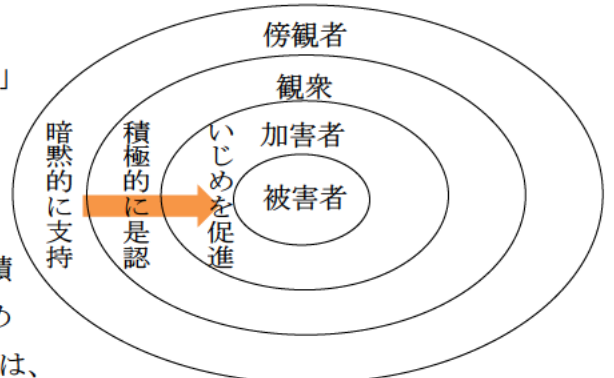 傍観者
」
観衆
加害者
被害者
いじめを促進
積極的に是認
暗黙的に支持
積
め
は、